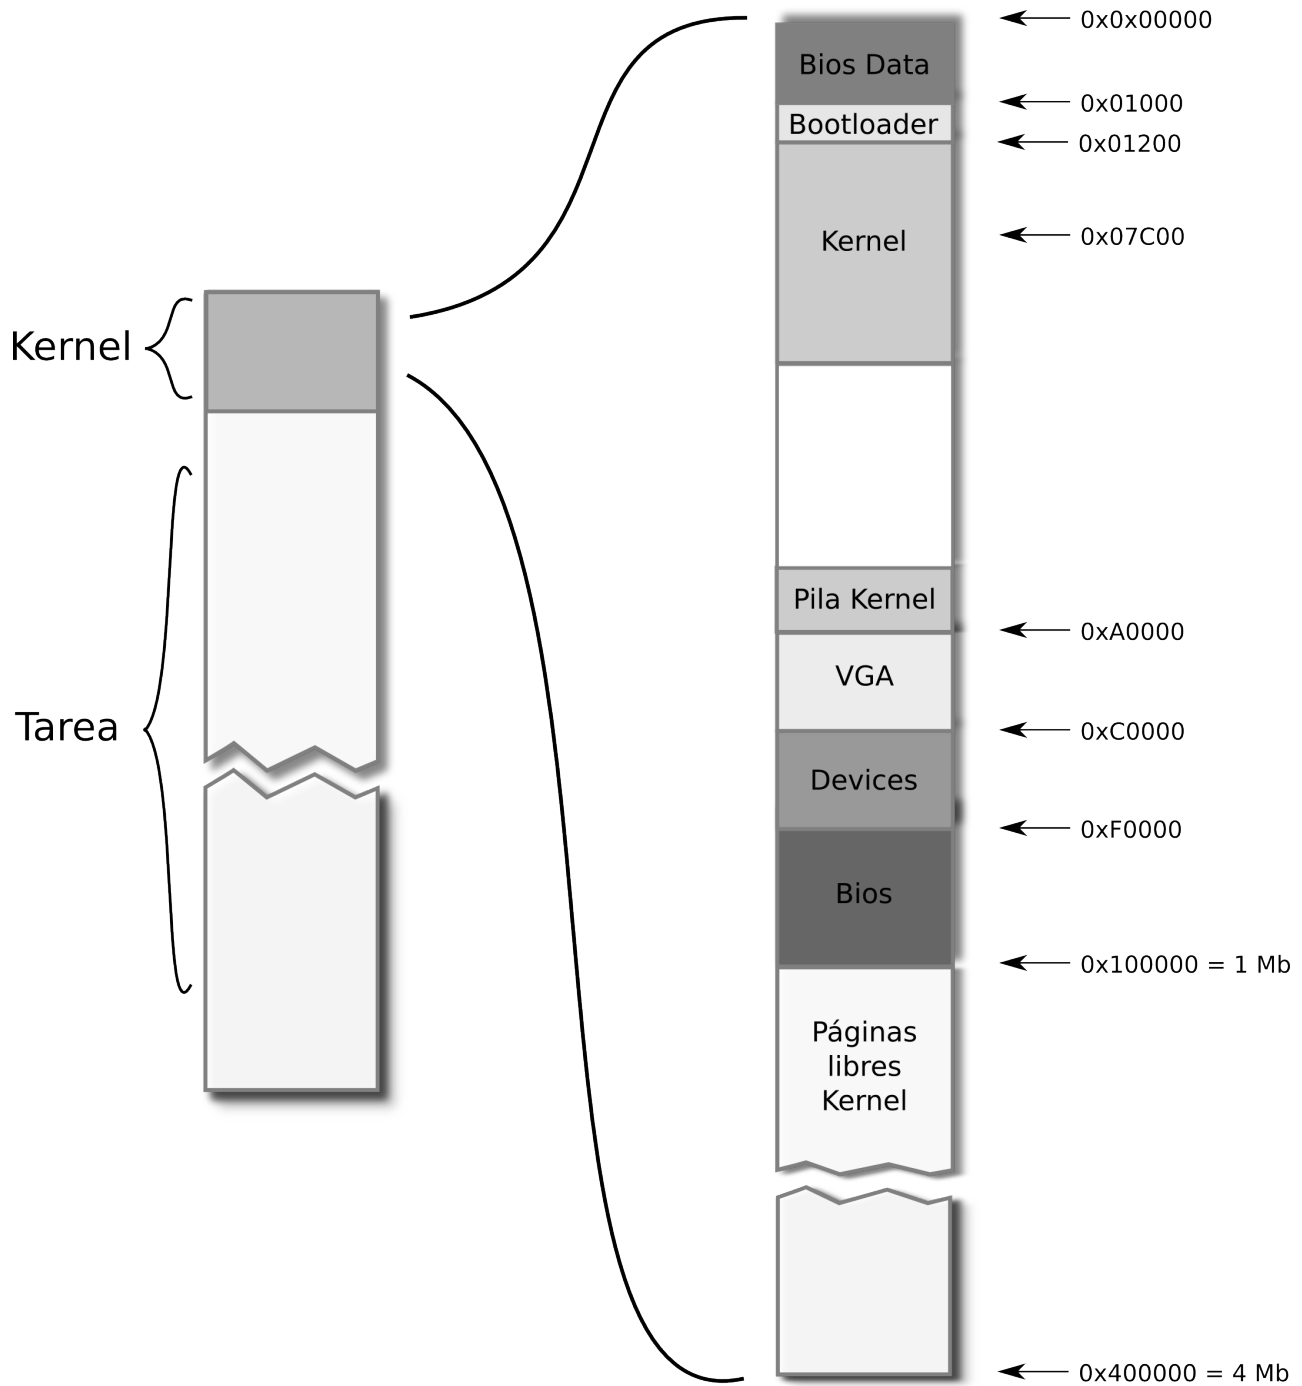 0x0x00000
Bios Data
0x01000
Bootloader
0x01200
Kernel
0x07C00
Kernel
Pila Kernel
0xA0000
VGA
Tarea
0xC0000
Devices
0xF0000
Bios
0x100000 = 1 Mb
Páginas
libres
Kernel
0x400000 = 4 Mb